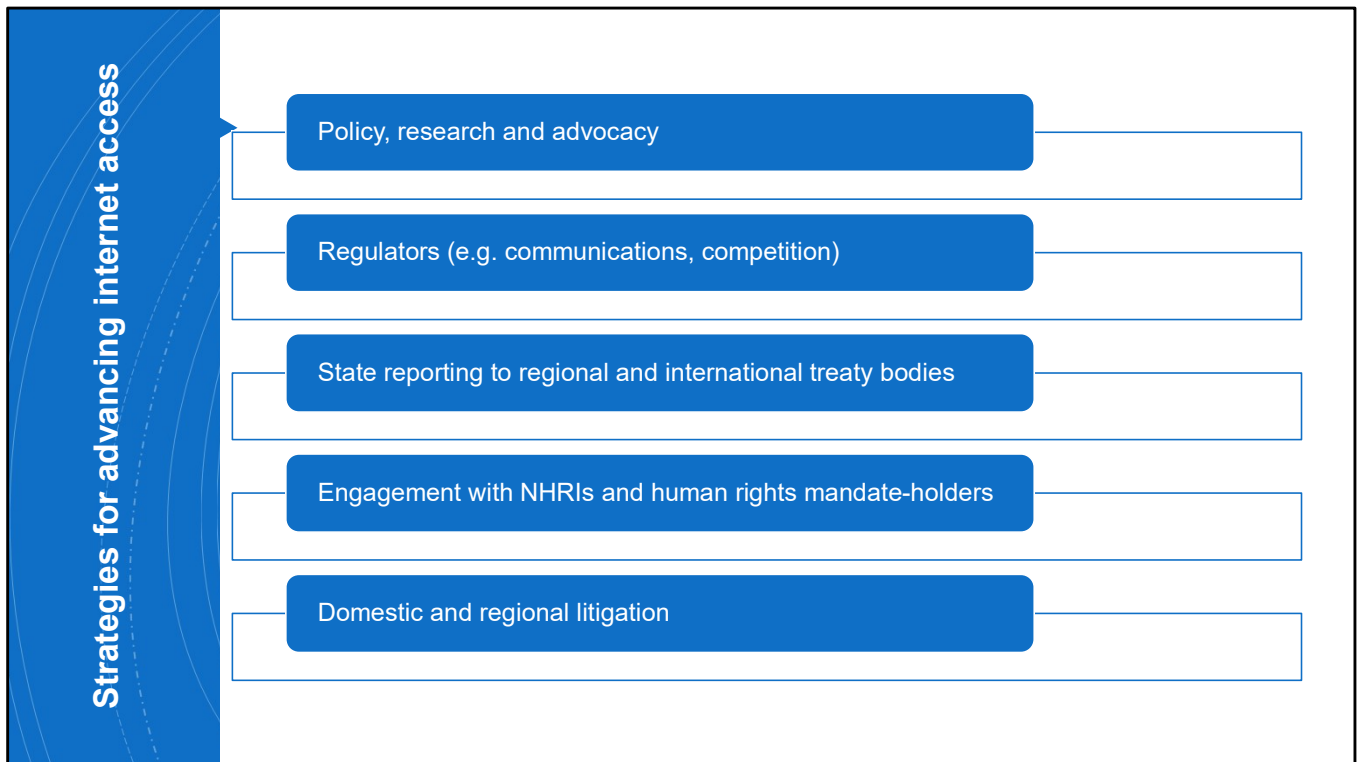 Strategies for advancing internet access
Policy, research and advocacy
Regulators (e.g. communications, competition)
State reporting to regional and international treaty bodies
Engagement with NHRIs and human rights mandate-holders
Domestic and regional litigation